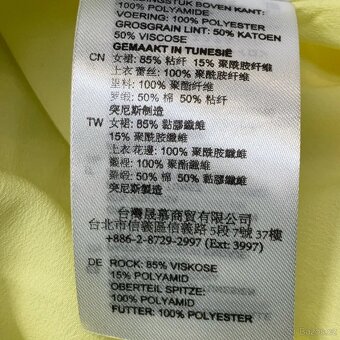 100% POLYAMIDE
VOERING: 100% POLYESTER
GROSGRAIN LINT: 50% KATOEN
50% VISCOSE
GEMAAKT IN TUNESIË
CN 女裙: 85% 粘纤 15% 聚酰胺纤维
上衣蕾丝: 100% 聚酰胺纤维
里料: 100% 聚酯纤维
罗缎: 50% 棉 50% 粘纤
突尼斯制造
TW 女裙: 85% 黏膠纖維
15% 聚酰胺纖維
上衣花邊: 100% 聚酰胺纖維
襯裡: 100% 聚酯纖維
羅緞: 50% 棉 50% 黏膠纖維
突尼斯製造
台灣晟慕商貿有限公司
台北市信義區信義路 5段 7號 37樓
+886-2-8729-2997 (Ext: 3997)
DE ROCK: 85% VISKOSE
15% POLYAMID
OBERTEIL SPITZE:
100% POLYAMID
FUTTER: 100% POLYESTER